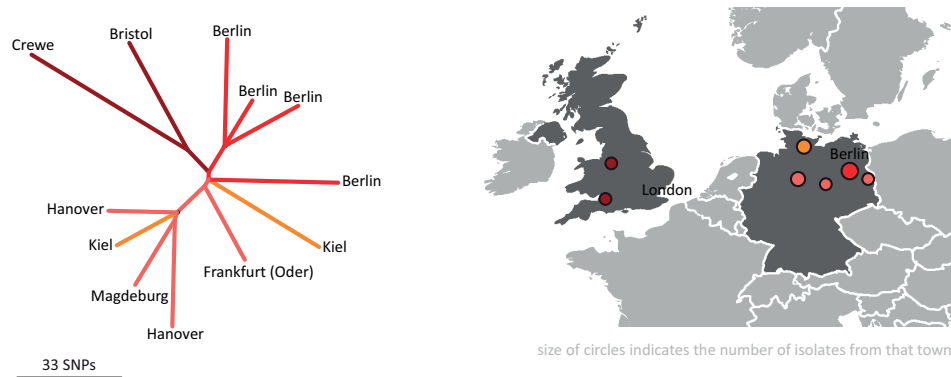 Crewe
Bristol
Berlin
Berlin
Berlin
Berlin
Hanover
Kiel
Kiel
Frankfurt (Oder)
Magdeburg
Hanover
33 SNPs
Berlin
London
size of circles indicates the number of isolates from that town